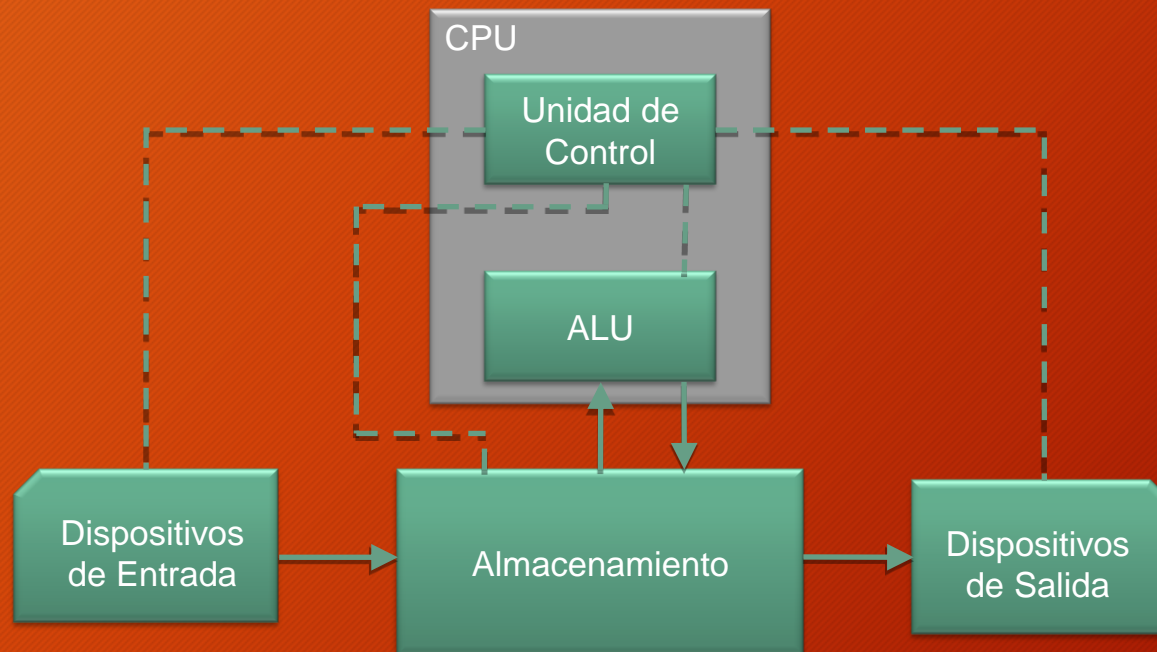 CPU
Unidad de
Control
ALU
Dispositivos
de Entrada
Almacenamiento
Dispositivos
de Salida